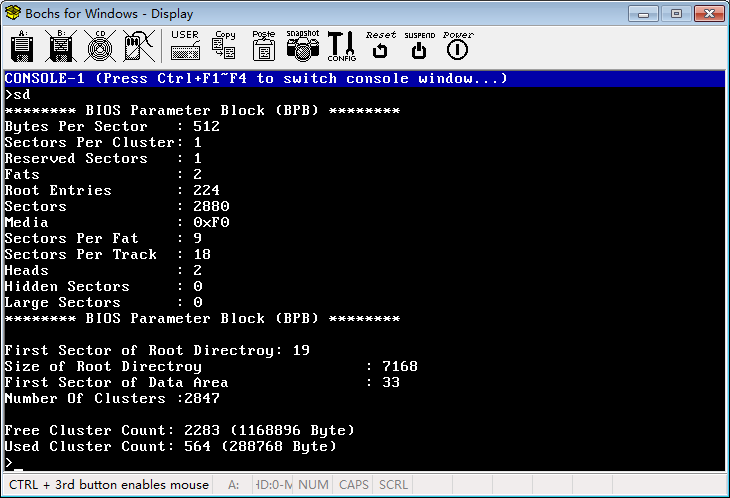 Bochs for Windows - Display
A: B: CD USER Copy Paste snapshot CONFIG Reset SUSPEND Power
CONSOLE-1 (Press Ctrl+F1~F4 to switch console window...)
>sd
******** BIOS Parameter Block (BPB) ********
Bytes Per Sector   : 512
Sectors Per Cluster: 1
Reserved Sectors   : 1
Fats               : 2
Root Entries       : 224
Sectors            : 2880
Media              : 0xF0
Sectors Per Fat    : 9
Sectors Per Track  : 18
Heads              : 2
Hidden Sectors     : 0
Large Sectors      : 0
******** BIOS Parameter Block (BPB) ********
First Sector of Root Directroy: 19
Size of Root Directroy                  : 7168
First Sector of Data Area               : 33
Number Of Clusters :2847
Free Cluster Count: 2283 (1168896 Byte)
Used Cluster Count: 564 (288768 Byte)
>_
CTRL + 3rd button enables mouse A: HD:0-M NUM CAPS SCRL